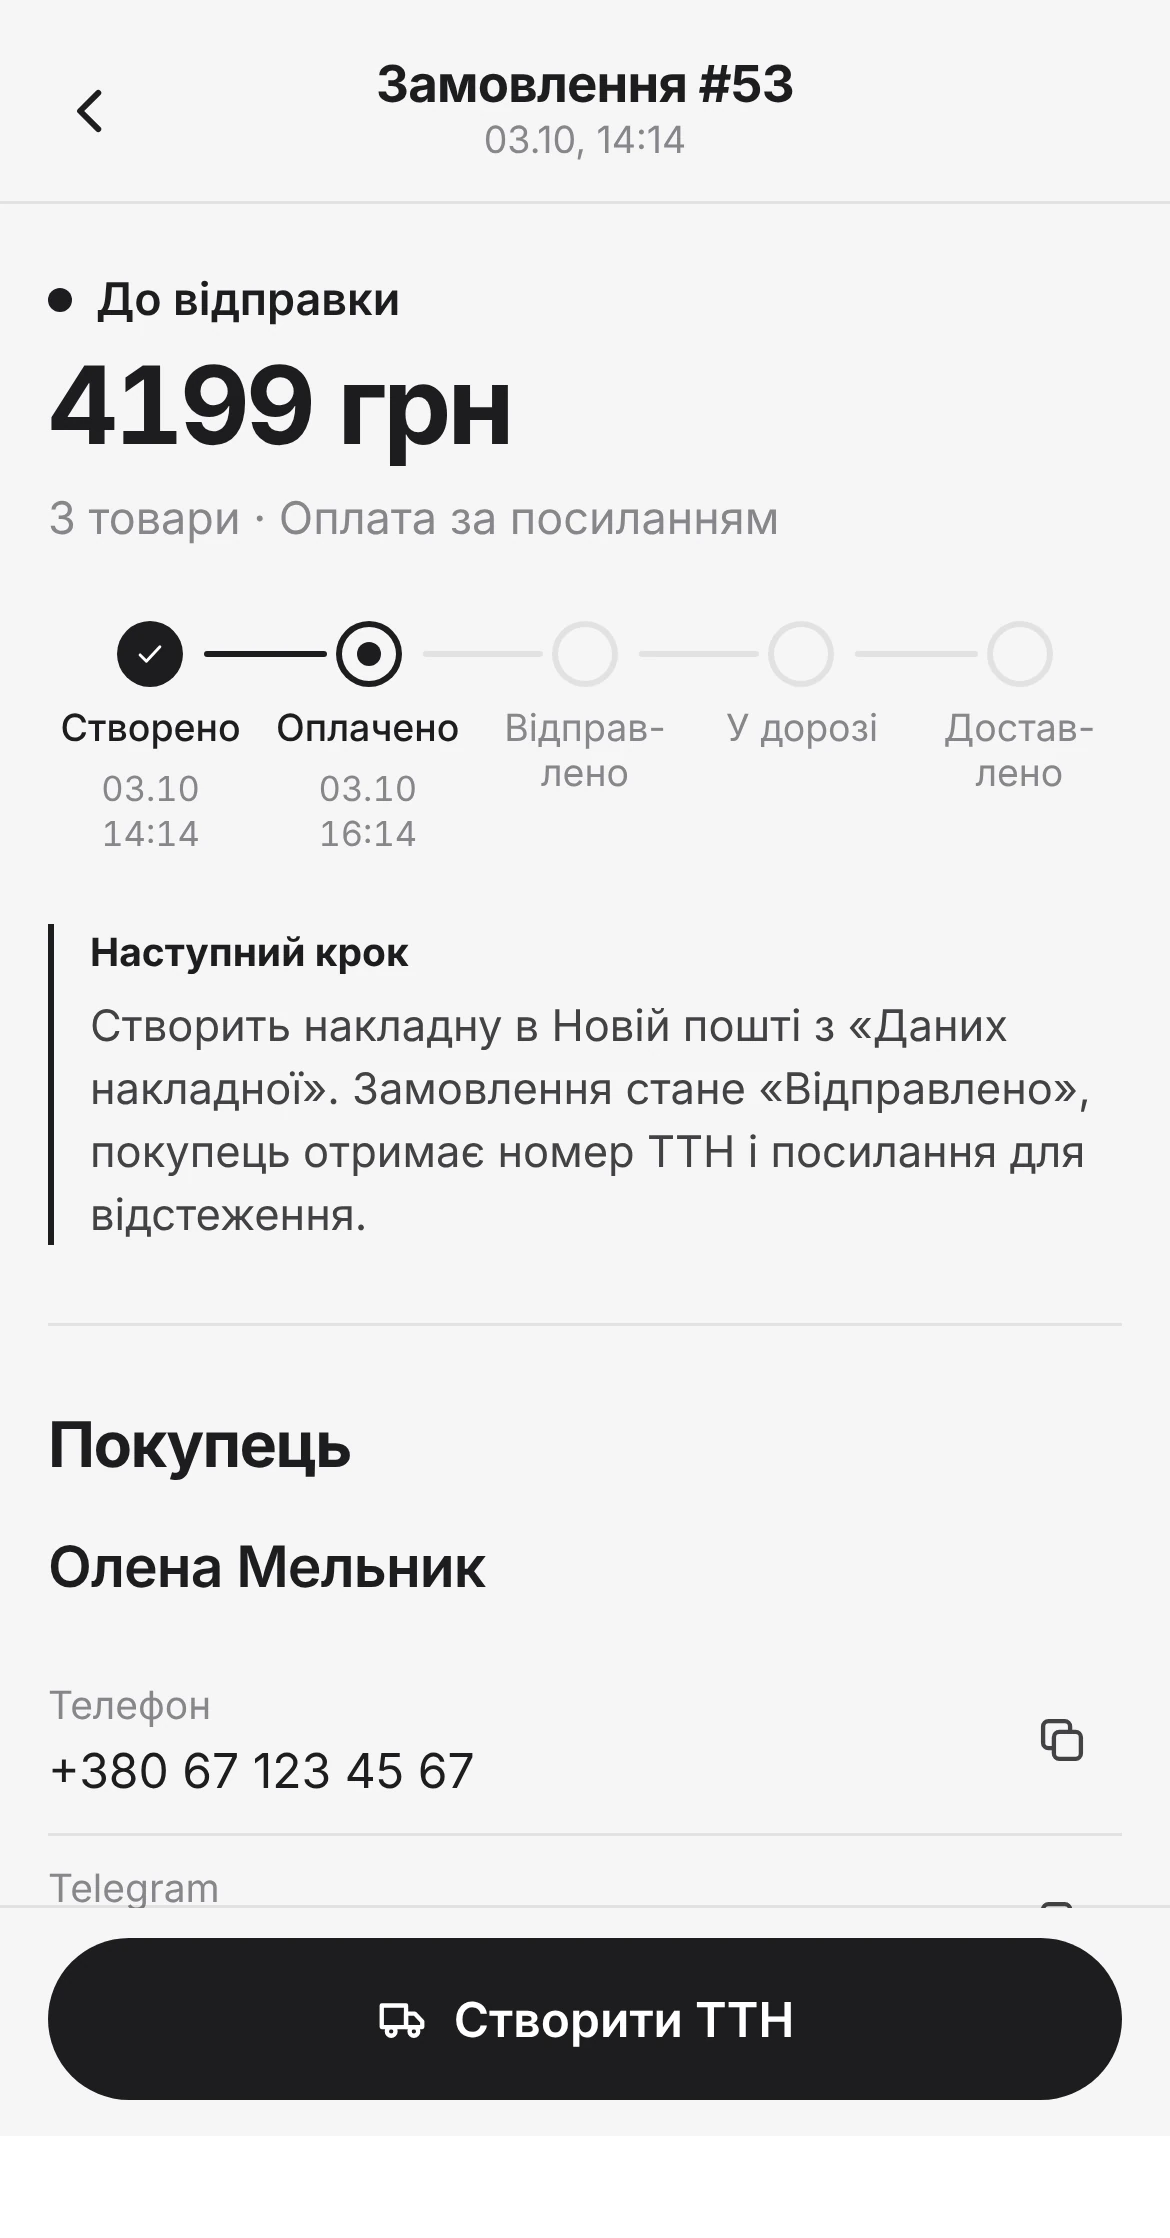 Замовлення #53
03.10, 14:14
До відправки
4199 грн
3 товари · Оплата за посиланням
Створено
03.10
14:14
Оплачено
03.10
16:14
Відправ-
лено
У дорозі
Достав-
лено
Наступний крок
Створить накладну в Новій пошті з «Даних
накладної». Замовлення стане «Відправлено»,
покупець отримає номер ТТН і посилання для
відстеження.
Покупець
Олена Мельник
Телефон
+380 67 123 45 67
Telegram
Створити ТТН